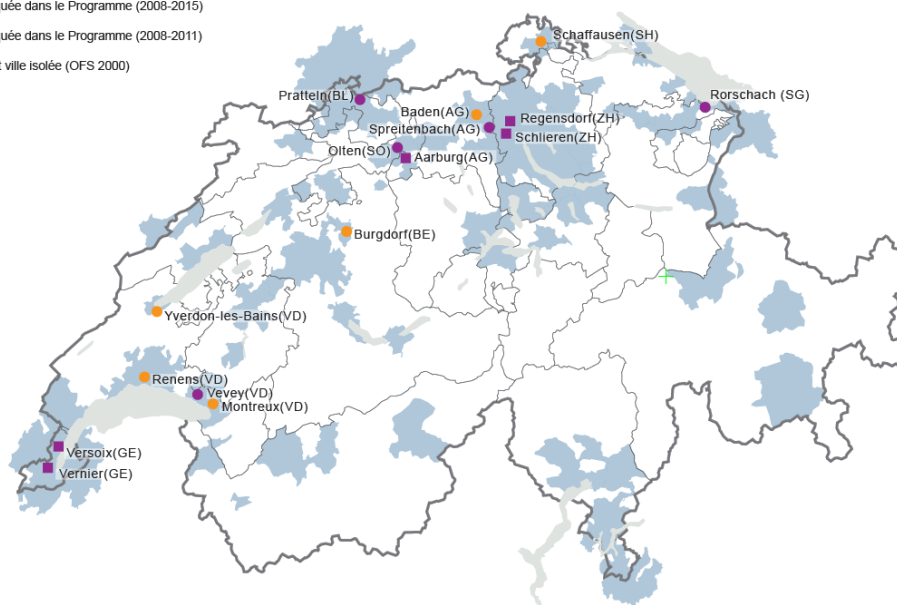 quée dans le Programme (2008-2015)
quée dans le Programme (2008-2011)
t ville isolée (OFS 2000)
Schaffausen(SH)
Pratteln(BL)
Rorschach (SG)
Baden(AG)
Regensdorf(ZH)
Spreitenbach(AG)
Schlieren(ZH)
Olten(SO)
Aarburg(AG)
Burgdorf(BE)
Yverdon-les-Bains(VD)
Renens(VD)
Vevey(VD)
Montreux(VD)
Versoix(GE)
Vernier(GE)